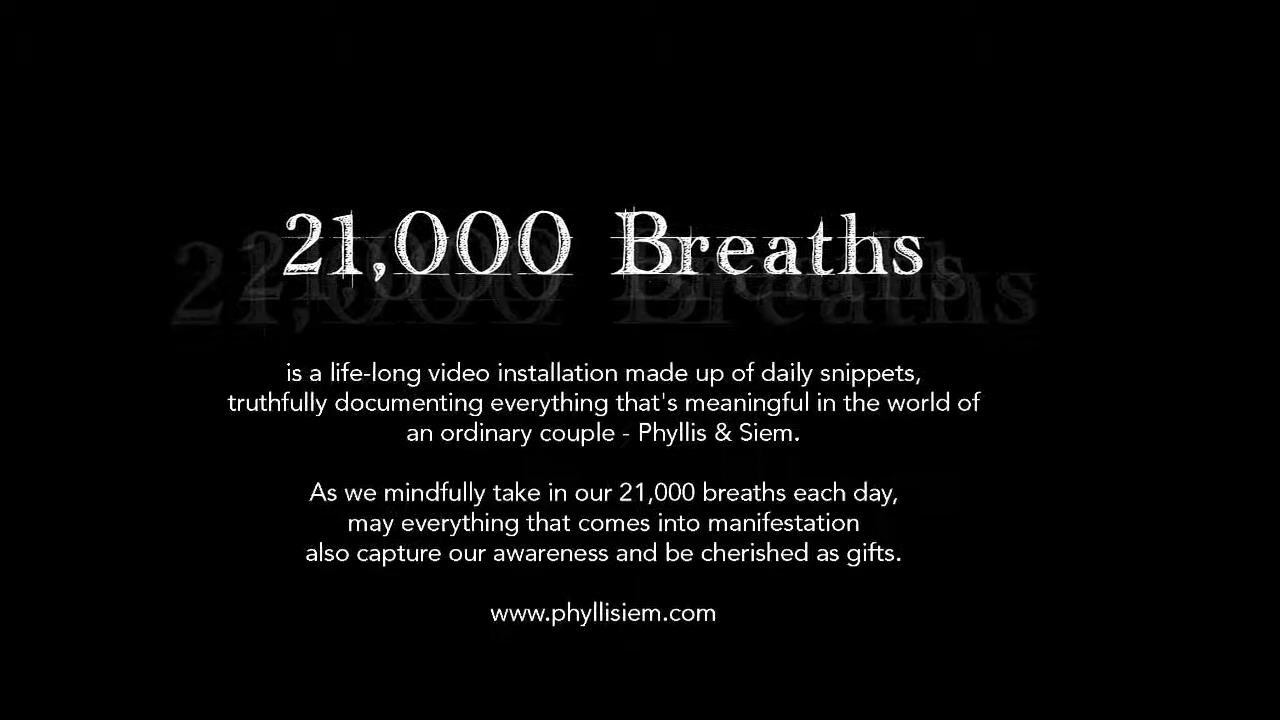 21,000 Breaths
is a life-long video installation made up of daily snippets,
truthfully documenting everything that's meaningful in the world of
an ordinary couple - Phyllis & Siem.
As we mindfully take in our 21,000 breaths each day,
may everything that comes into manifestation
also capture our awareness and be cherished as gifts.
www.phyllisiem.com